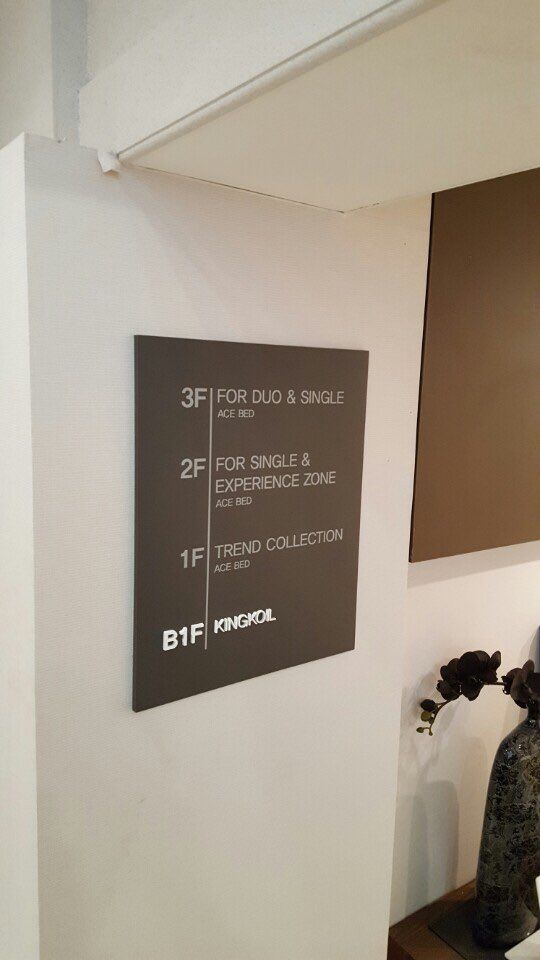 3F FOR DUO & SINGLE
ACE BED
2F FOR SINGLE &
EXPERIENCE ZONE
ACE BED
1F TREND COLLECTION
ACE BED
B1F KINGKOIL